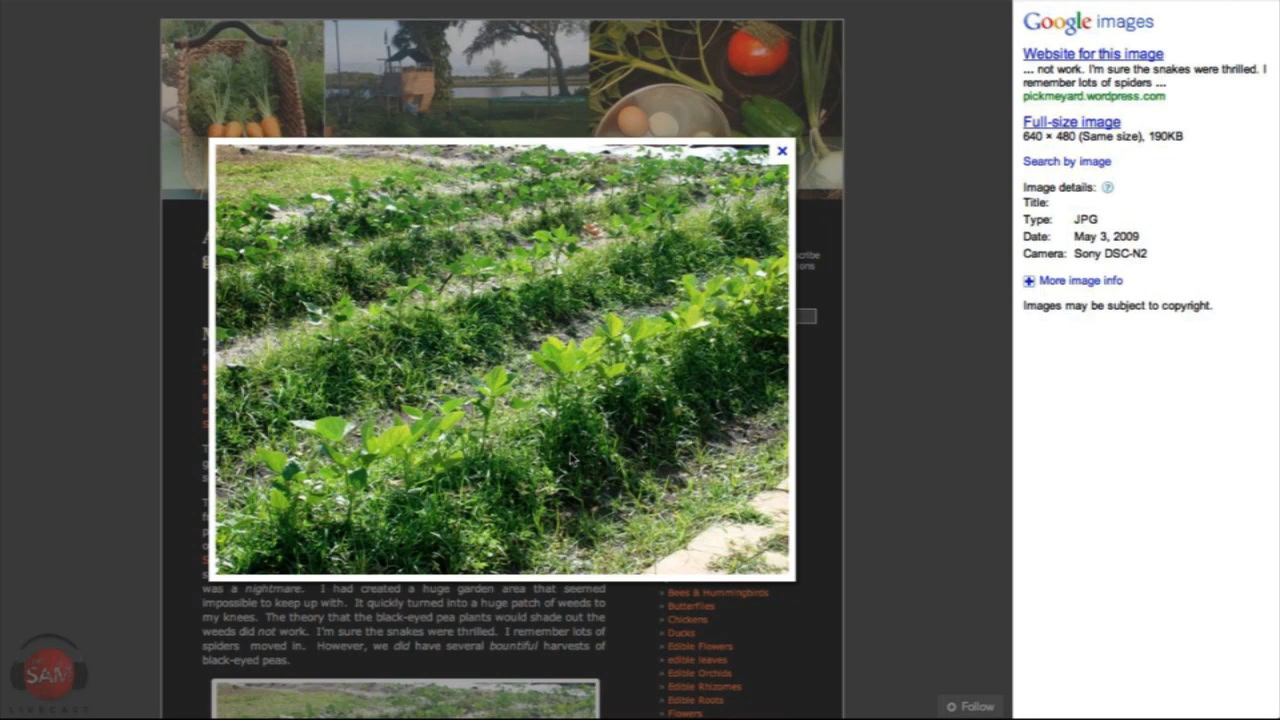 Google images
Website for this image
... not work. I'm sure the snakes were thrilled. I
remember lots of spiders ...
pickmeyard.wordpress.com
Full-size image
640 × 480 (Same size), 190KB
Search by image
Image details: ?
Title:
Type: JPG
Date: May 3, 2009
Camera: Sony DSC-N2
More image info
Images may be subject to copyright.
was a nightmare. I had created a huge garden area that seemed
impossible to keep up with. It quickly turned into a huge patch of weeds to
my knees. The theory that the black-eyed pea plants would shade out the
weeds did not work. I'm sure the snakes were thrilled. I remember lots of
spiders moved in. However, we did have several bountiful harvests of
black-eyed peas.
» Bees & Hummingbirds
» Butterflies
» Chickens
» Ducks
» Edible Flowers
» edible leaves
» Edible Orchids
» Edible Rhizomes
» Edible Roots
» Flowers
SAM
LIVECAST
Follow